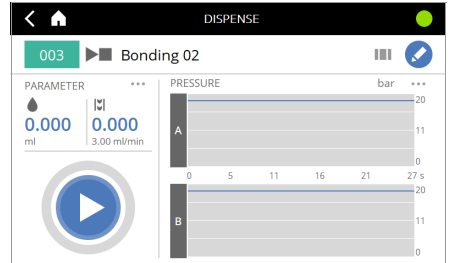 DISPENSE
003 Bonding 02
PARAMETER
0.000 0.000
ml 3.00 ml/min
PRESSURE bar
A
20
11
0
0 5 11 16 21 27 s
B
20
11
0